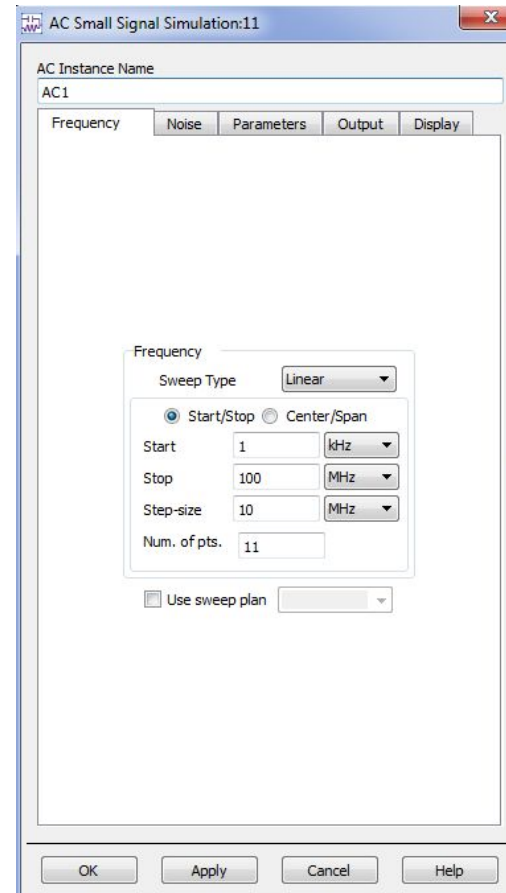 AC Small Signal Simulation:11
AC Instance Name
AC1
Frequency Noise Parameters Output Display
Frequency
Sweep Type Linear
Start/Stop Center/Span
Start 1 kHz
Stop 100 MHz
Step-size 10 MHz
Num. of pts. 11
Use sweep plan
OK Apply Cancel Help